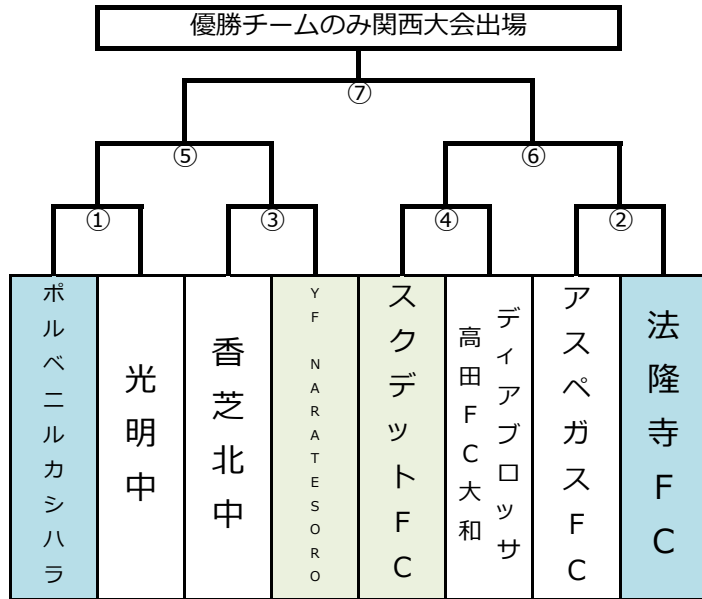 優勝チームのみ関西大会出場
⑦
⑤
⑥
①
③
④
②
ポルベニルカシハラ
光明中
香芝北中
YF NARATESORO
スクデットFC
ディアブロッサ
高田FC大和
アスペガスFC
法隆寺FC